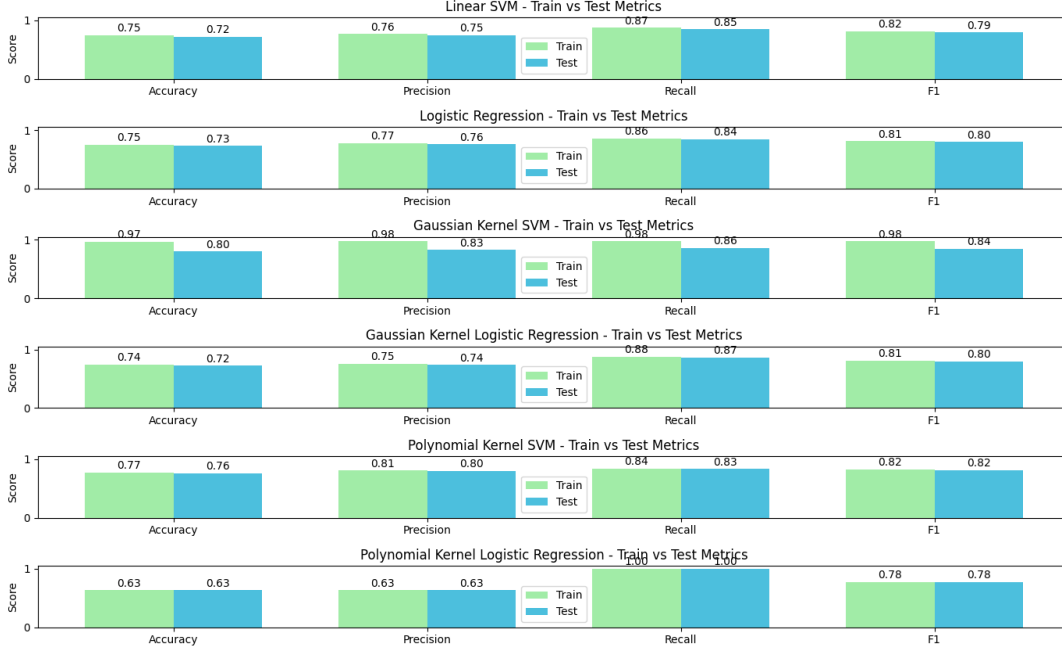 Linear SVM - Train vs Test Metrics
1
0.75 0.72 0.76 0.75 0.87 0.85 0.82 0.79
Score
Train
Test
0
Accuracy Precision Recall F1
Logistic Regression - Train vs Test Metrics
1
0.75 0.73 0.77 0.76 0.86 0.84 0.81 0.80
Score
Train
Test
0
Accuracy Precision Recall F1
Gaussian Kernel SVM - Train vs Test Metrics
1
0.97 0.80 0.98 0.83 0.98 0.86 0.98 0.84
Score
Train
Test
0
Accuracy Precision Recall F1
Gaussian Kernel Logistic Regression - Train vs Test Metrics
1
0.74 0.72 0.75 0.74 0.88 0.87 0.81 0.80
Score
Train
Test
0
Accuracy Precision Recall F1
Polynomial Kernel SVM - Train vs Test Metrics
1
0.77 0.76 0.81 0.80 0.84 0.83 0.82 0.82
Score
Train
Test
0
Accuracy Precision Recall F1
Polynomial Kernel Logistic Regression - Train vs Test Metrics
1
0.63 0.63 0.63 0.63 1.00 1.00 0.78 0.78
Score
Train
Test
0
Accuracy Precision Recall F1